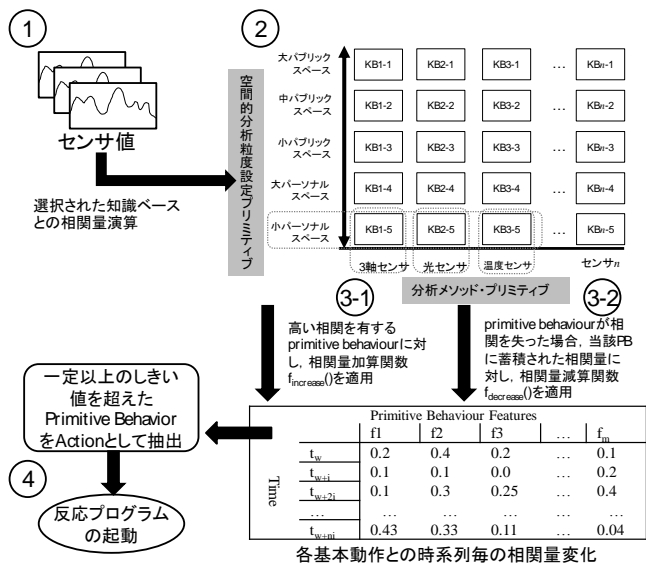 ①
センサ値
選択された知識ベース
との相関量演算
②
空間的分析粒度設定プリミティブ
大パブリック
スペース
KB1-1 KB2-1 KB3-1 … KBn-1
中パブリック
スペース
KB1-2 KB2-2 KB3-2 … KBn-2
小パブリック
スペース
KB1-3 KB2-3 KB3-3 … KBn-3
大パーソナル
スペース
KB1-4 KB2-4 KB3-4 … KBn-4
小パーソナル
スペース
KB1-5 KB2-5 KB3-5 … KBn-5
3軸センサ 光センサ 温度センサ センサn
分析メソッド・プリミティブ
3-1
高い相関を有する
primitive behaviourに対
し，相関量加算関数
fincrease()を適用
3-2
primitive behaviourが相
関を失った場合，当該PB
に蓄積された相関量に
対し，相関量減算関数
fdecrease()を適用
Primitive Behaviour Features
f1 f2 f3 … fm
Time
tw 0.2 0.4 0.2 … 0.1
tw+i 0.1 0.1 0.0 … 0.2
tw+2i 0.1 0.3 0.25 … 0.4
… … … … …
tw+ni 0.43 0.33 0.11 … 0.04
各基本動作との時系列毎の相関量変化
一定以上のしきい
値を超えた
Primitive Behavior
をActionとして抽出
④
反応プログラム
の起動